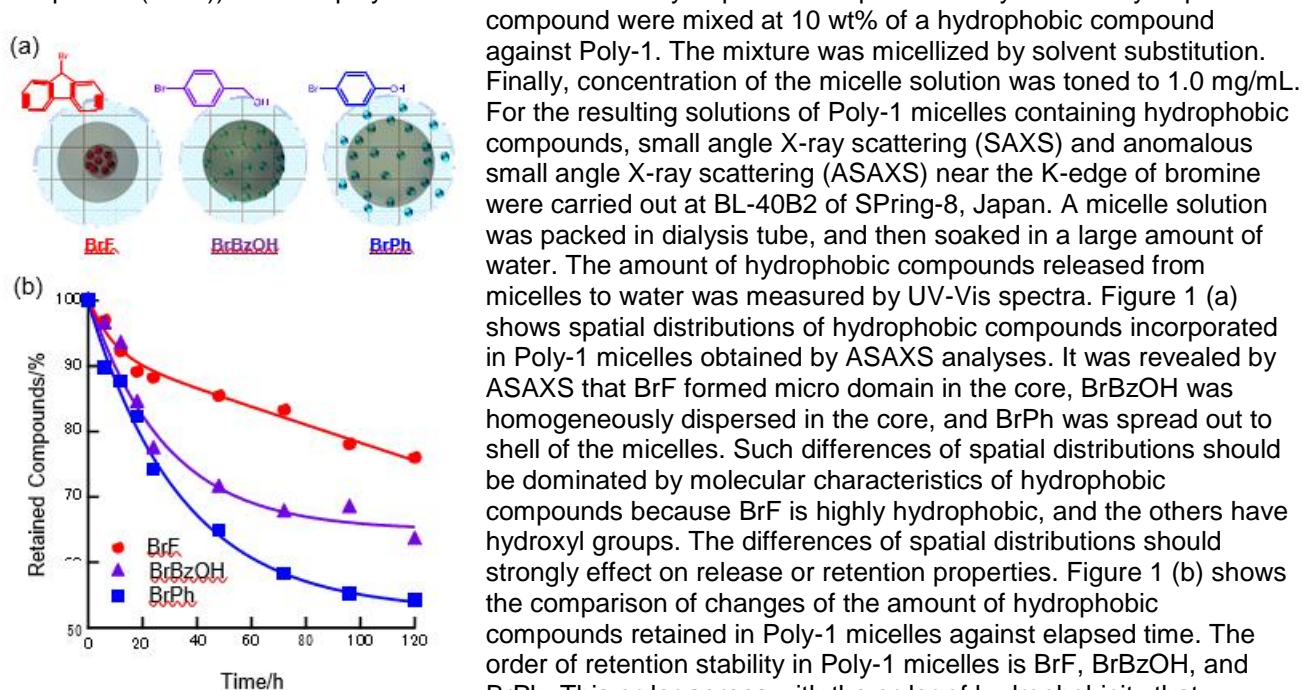 (a)
Br
Br
OH
Br
OH
BrF
BrBzOH
BrPh
(b)
100
90
80
70
50
0
20
40
60
80
100
120
Retained Compounds/%
Time/h
BrF
BrBzOH
BrPh
compound were mixed at 10 wt% of a hydrophobic compound
against Poly-1. The mixture was micellized by solvent substitution.
Finally, concentration of the micelle solution was toned to 1.0 mg/mL.
For the resulting solutions of Poly-1 micelles containing hydrophobic
compounds, small angle X-ray scattering (SAXS) and anomalous
small angle X-ray scattering (ASAXS) near the K-edge of bromine
were carried out at BL-40B2 of SPring-8, Japan. A micelle solution
was packed in dialysis tube, and then soaked in a large amount of
water. The amount of hydrophobic compounds released from
micelles to water was measured by UV-Vis spectra. Figure 1 (a)
shows spatial distributions of hydrophobic compounds incorporated
in Poly-1 micelles obtained by ASAXS analyses. It was revealed by
ASAXS that BrF formed micro domain in the core, BrBzOH was
homogeneously dispersed in the core, and BrPh was spread out to
shell of the micelles. Such differences of spatial distributions should
be dominated by molecular characteristics of hydrophobic
compounds because BrF is highly hydrophobic, and the others have
hydroxyl groups. The differences of spatial distributions should
strongly effect on release or retention properties. Figure 1 (b) shows
the comparison of changes of the amount of hydrophobic
compounds retained in Poly-1 micelles against elapsed time. The
order of retention stability in Poly-1 micelles is BrF, BrBzOH, and